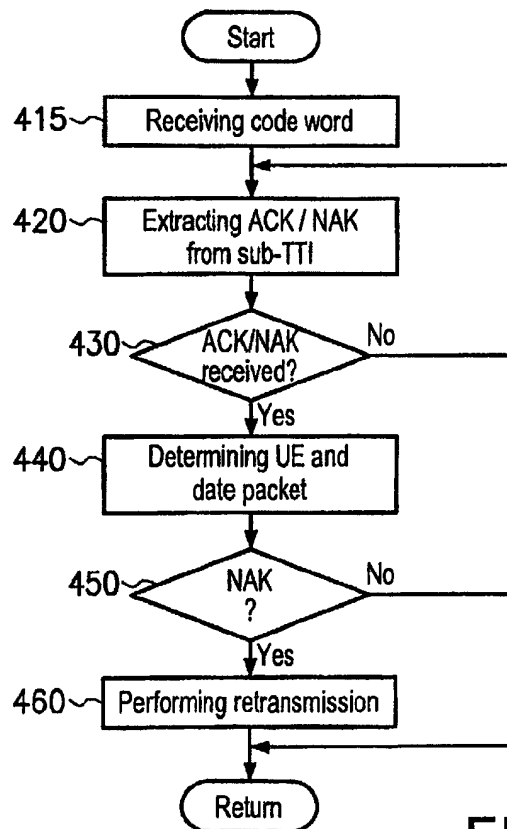 Start
415
Receiving code word
420
Extracting ACK / NAK
from sub-TTI
430
ACK/NAK
received?
No
Yes
440
Determining UE and
date packet
450
NAK
?
No
Yes
460
Performing retransmission
Return